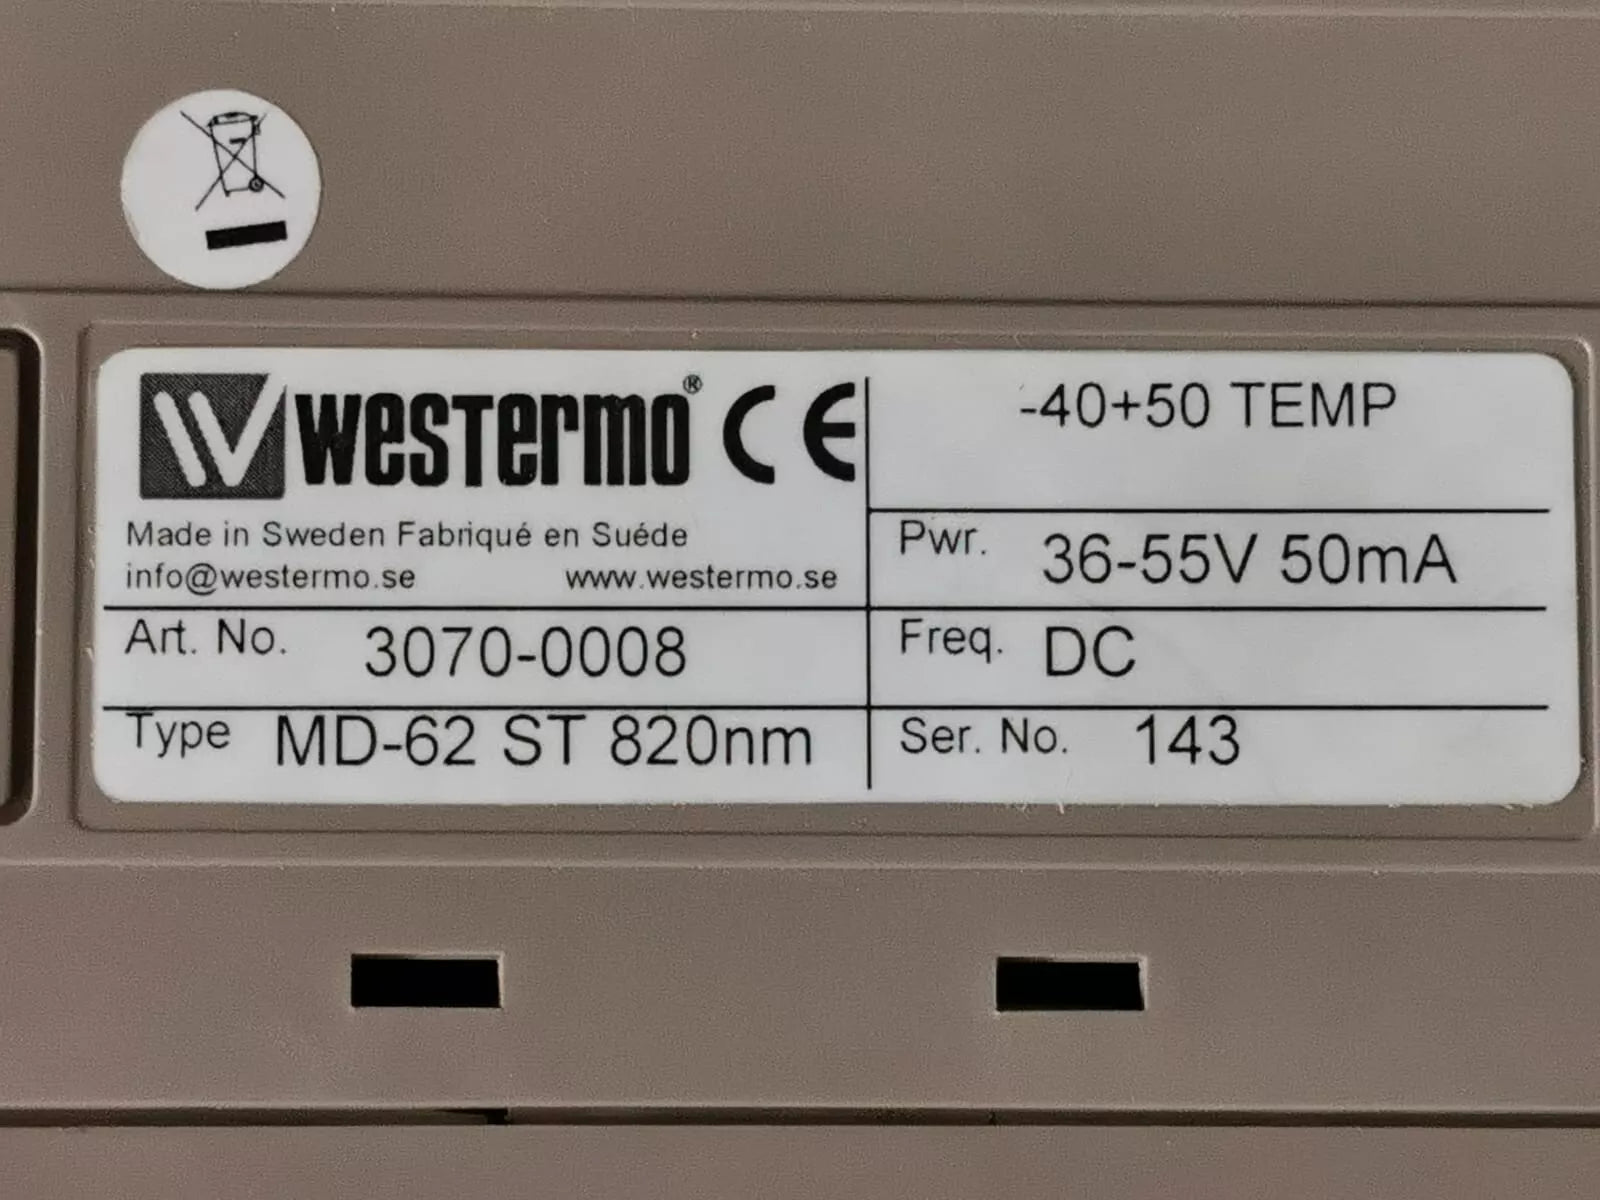 westermo® CE
Made in Sweden Fabriqué en Suéde
info@westermo.se www.westermo.se
Art. No. 3070-0008
Type MD-62 ST 820nm
-40+50 TEMP
Pwr. 36-55V 50mA
Freq. DC
Ser. No. 143